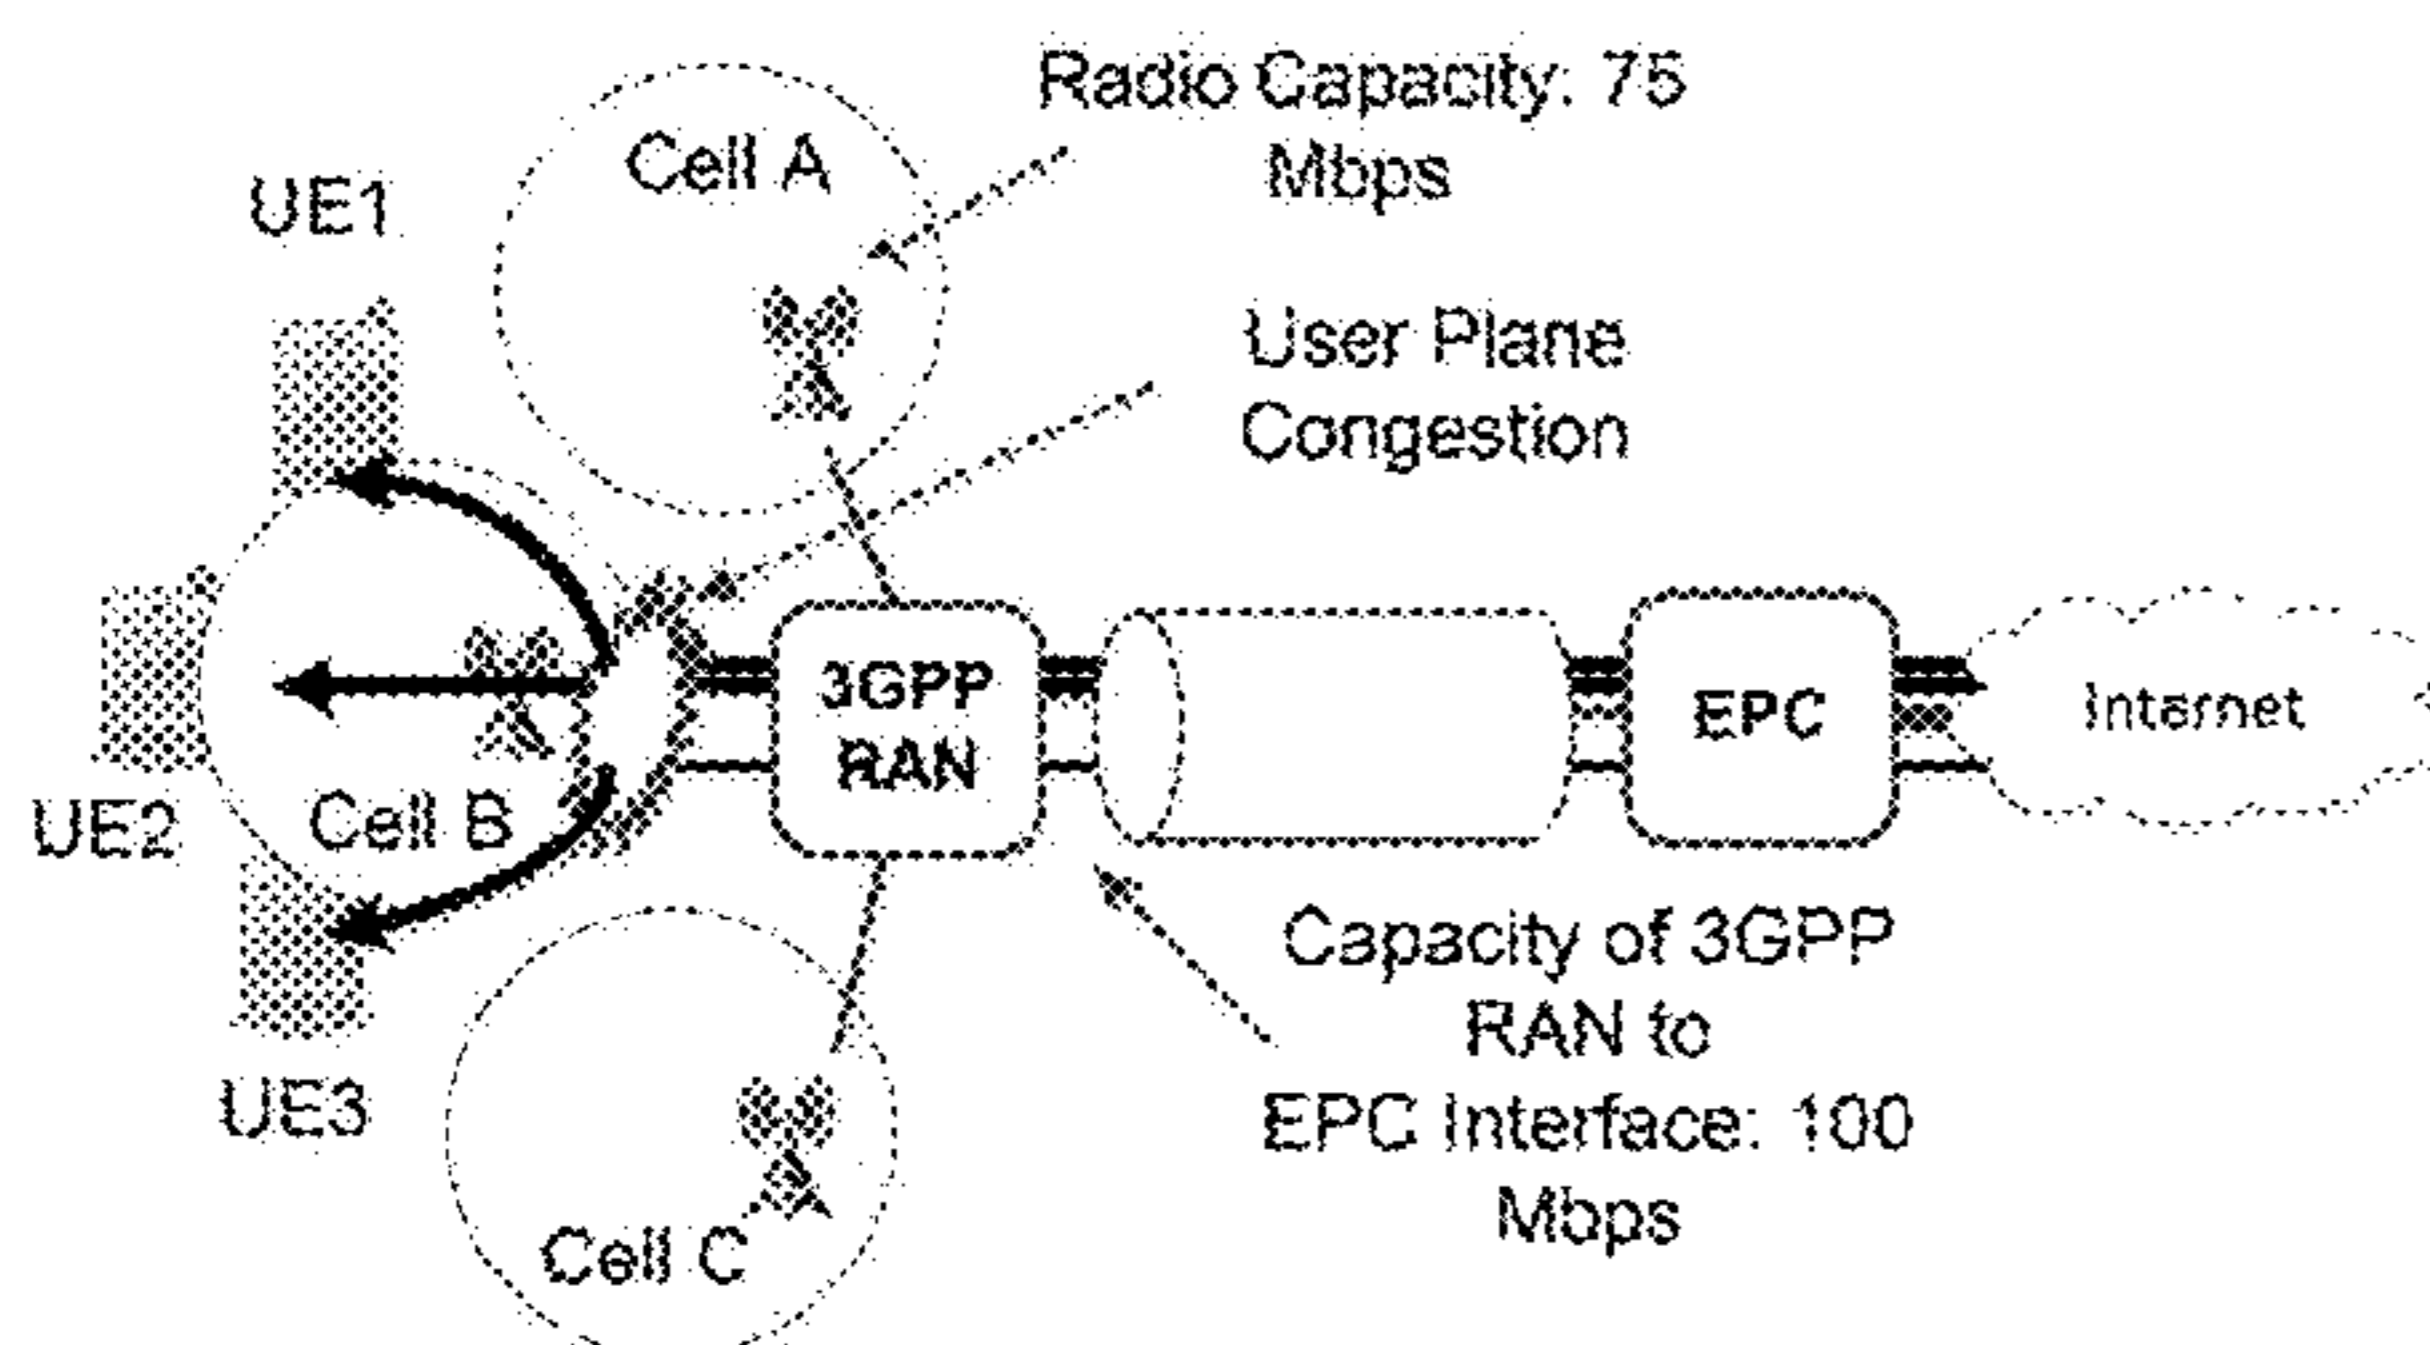 Radio Capacity: 75
Mbps
Cell A
UE1
User Plane
Congestion
3GPP
RAN
EPC
Internet
Cell B
UE2
Capacity of 3GPP
RAN to
EPC Interface: 100
Mbps
UE3
Cell C